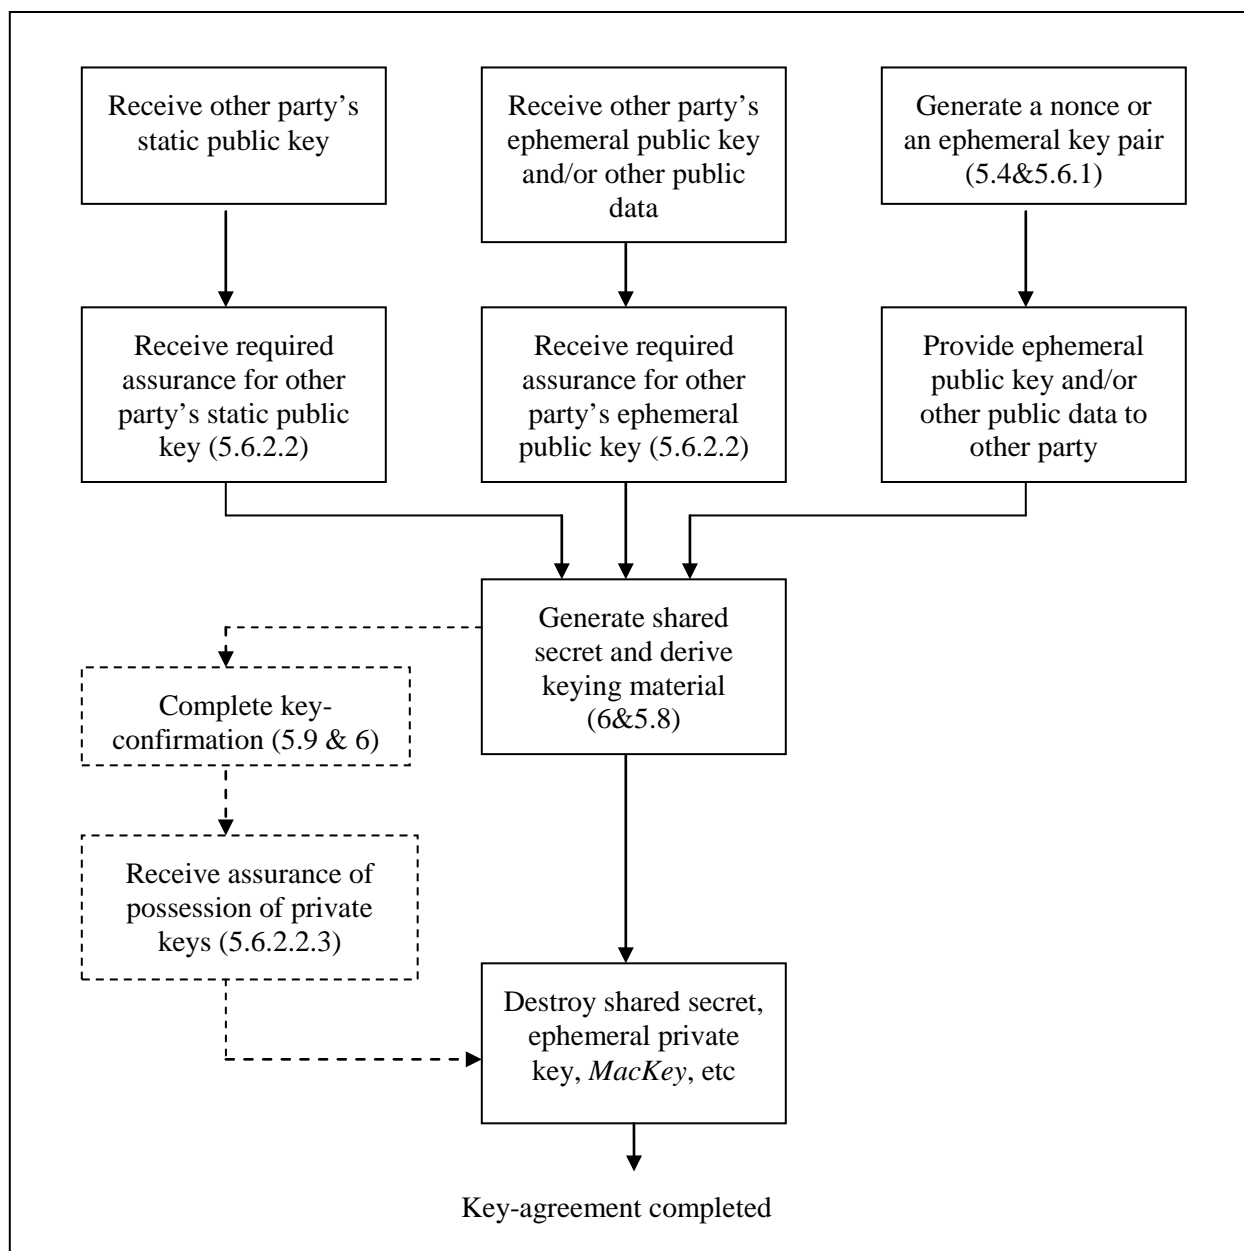 Receive other party’s
static public key
Receive other party’s
ephemeral public key
and/or other public
data
Generate a nonce or
an ephemeral key pair
(5.4&5.6.1)
Receive required
assurance for other
party’s static public
key (5.6.2.2)
Receive required
assurance for other
party’s ephemeral
public key (5.6.2.2)
Provide ephemeral
public key and/or
other public data to
other party
Generate shared
secret and derive
keying material
(6&5.8)
Complete key-
confirmation (5.9 & 6)
Receive assurance of
possession of private
keys (5.6.2.2.3)
Destroy shared secret,
ephemeral private
key, MacKey, etc
Key-agreement completed